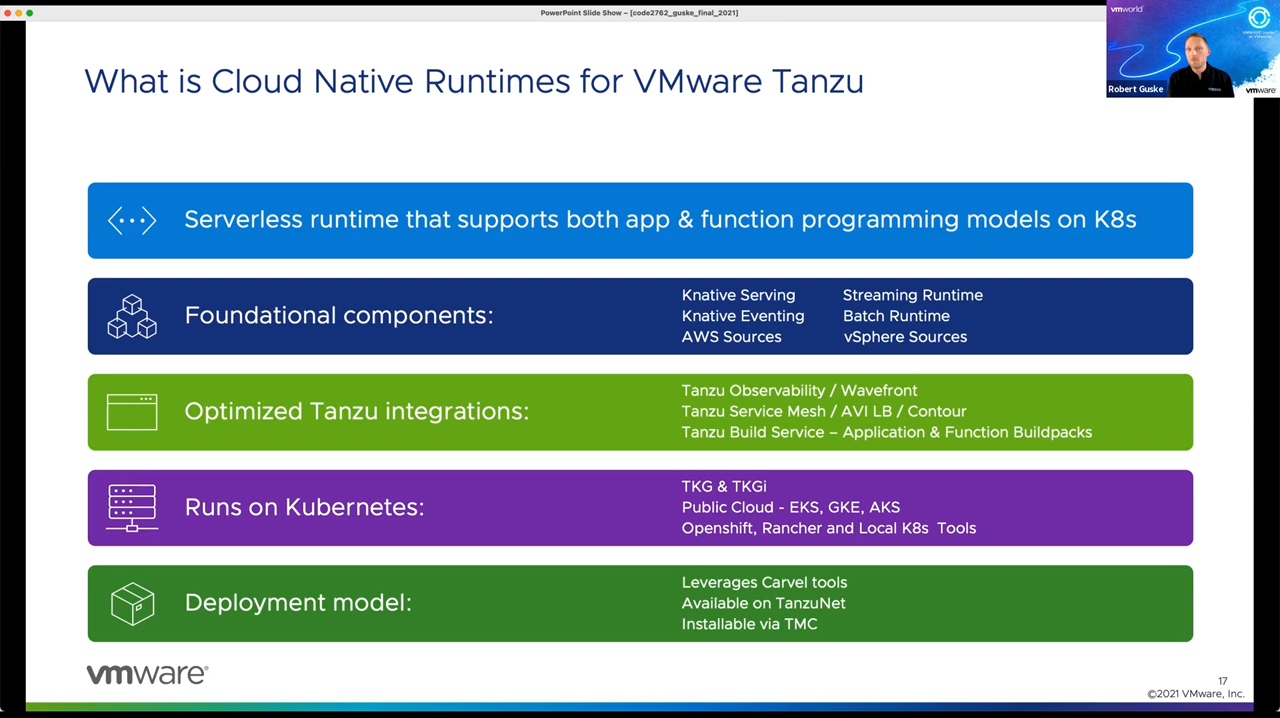 PowerPoint Slide Show – [code2762_guske_final_2021]
vmworld
Robert Guske
vmware
What is Cloud Native Runtimes for VMware Tanzu
Serverless runtime that supports both app & function programming models on K8s
Foundational components:
Knative Serving
Knative Eventing
AWS Sources
Streaming Runtime
Batch Runtime
vSphere Sources
Optimized Tanzu integrations:
Tanzu Observability / Wavefront
Tanzu Service Mesh / AVI LB / Contour
Tanzu Build Service – Application & Function Buildpacks
Runs on Kubernetes:
TKG & TKGi
Public Cloud - EKS, GKE, AKS
Openshift, Rancher and Local K8s Tools
Deployment model:
Leverages Carvel tools
Available on TanzuNet
Installable via TMC
vmware®
17
©2021 VMware, Inc.